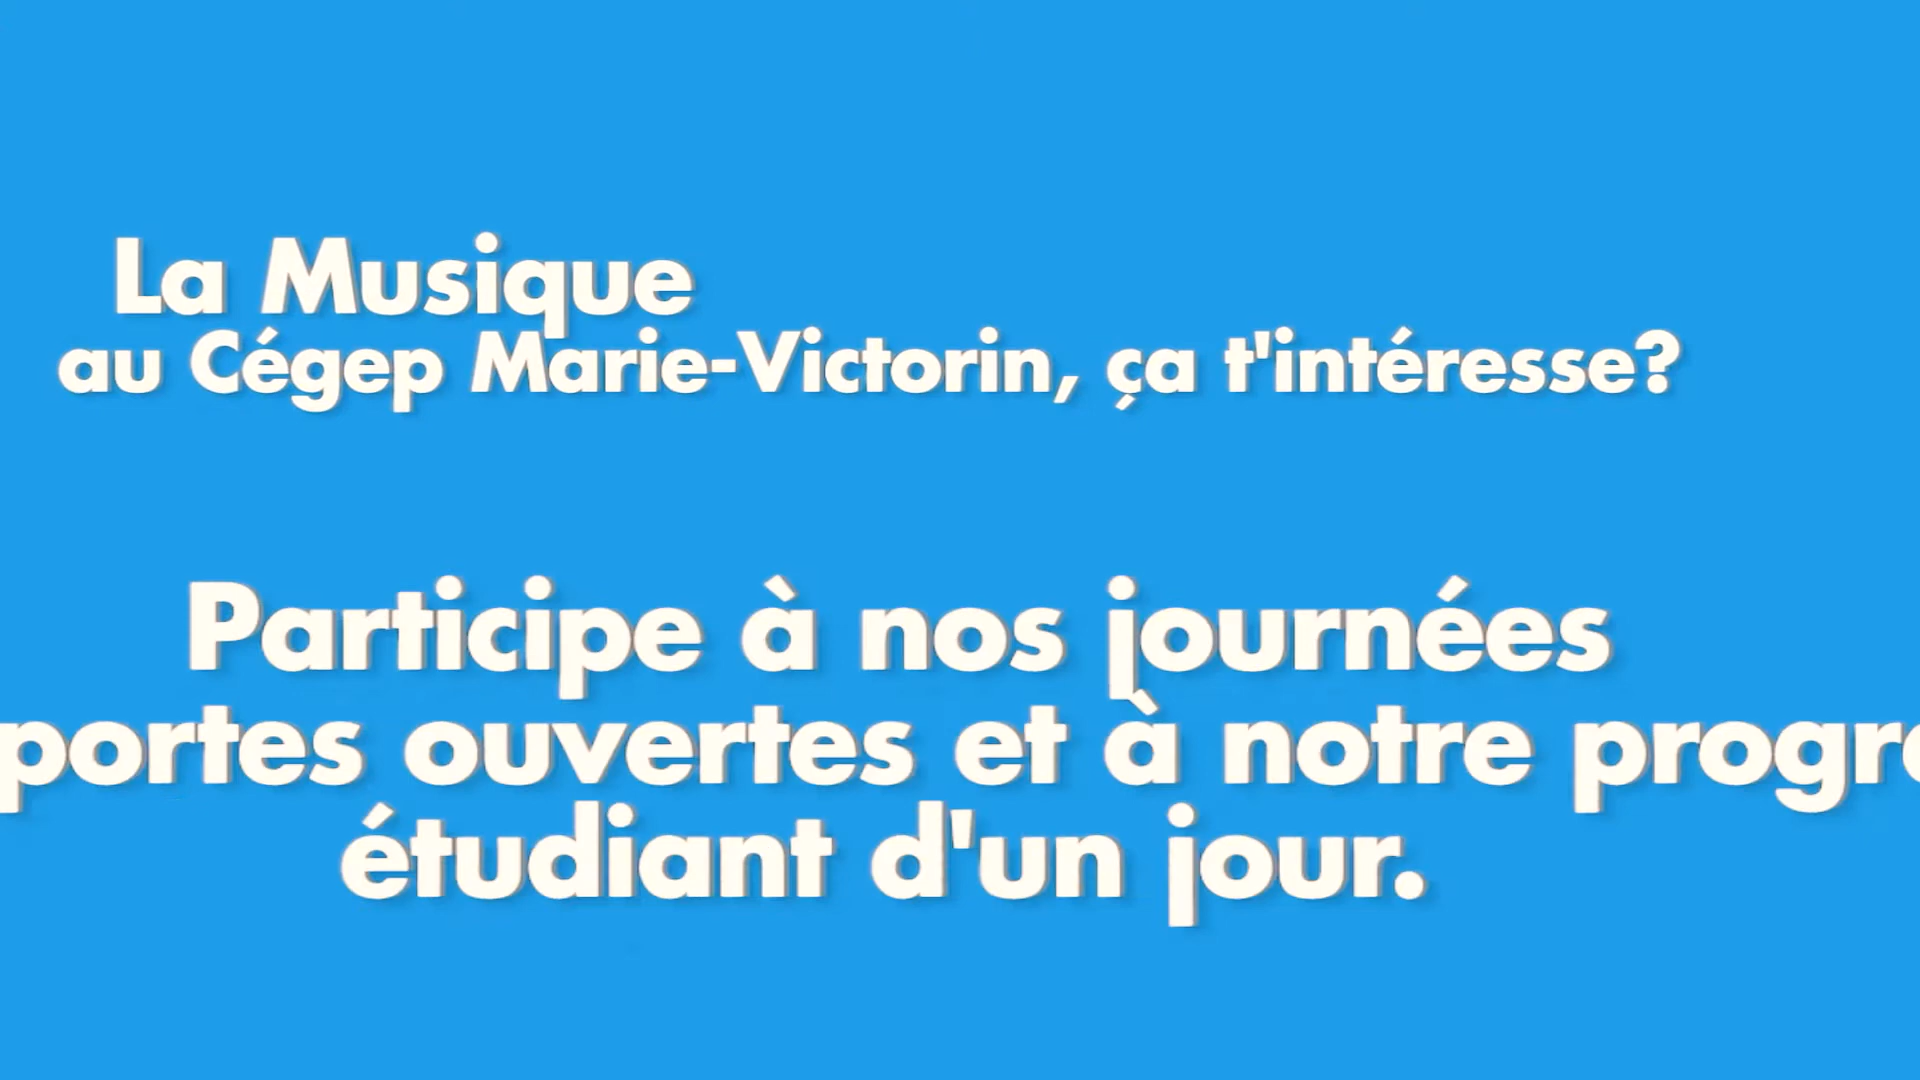 La Musique
au Cégep Marie-Victorin, ça t'intéresse?
Participe à nos journées
portes ouvertes et à notre progr
étudiant d'un jour.